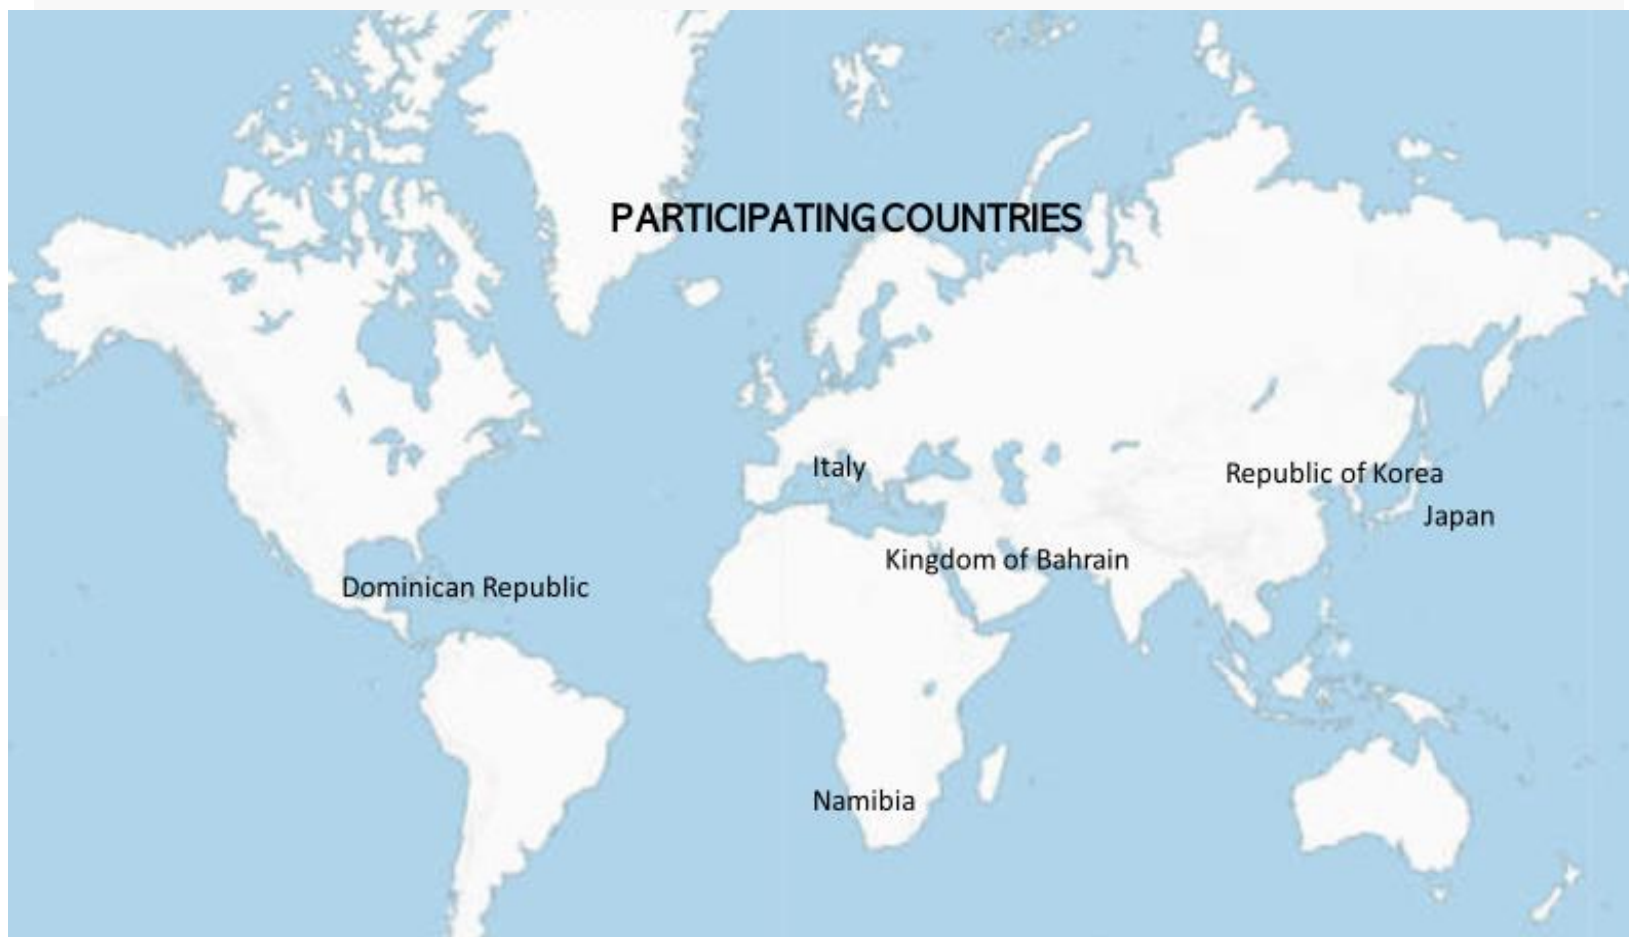 PARTICIPATING COUNTRIES
Italy
Republic of Korea
Japan
Kingdom of Bahrain
Dominican Republic
Namibia